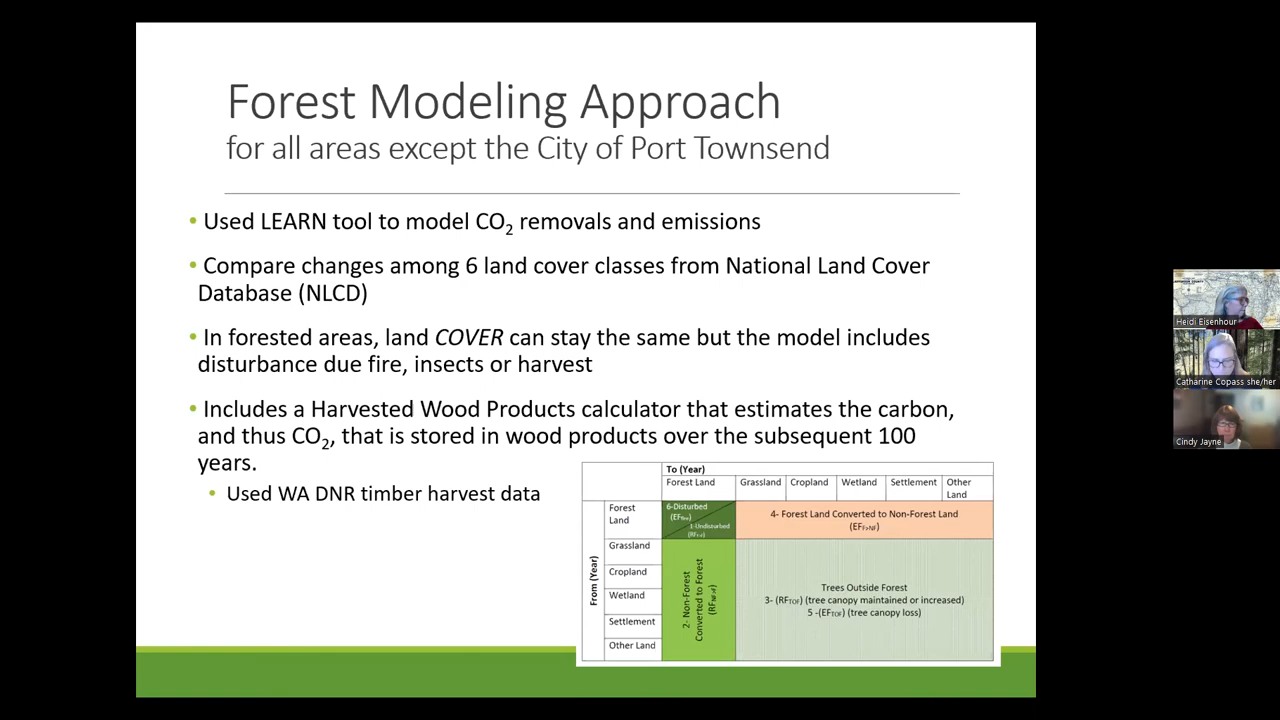 Forest Modeling Approach
for all areas except the City of Port Townsend
• Used LEARN tool to model CO2 removals and emissions
• Compare changes among 6 land cover classes from National Land Cover
Database (NLCD)
• In forested areas, land COVER can stay the same but the model includes
disturbance due fire, insects or harvest
• Includes a Harvested Wood Products calculator that estimates the carbon,
and thus CO2, that is stored in wood products over the subsequent 100
years.
• Used WA DNR timber harvest data
To (Year)
Forest Land
Grassland
Cropland
Wetland
Settlement
Other
Land
From (Year)
Forest
Land
6-Disturbed
1-Undisturbed
4- Forest Land Converted to Non-Forest Land
(EFF>NF)
Grassland
Cropland
Wetland
Settlement
Other Land
2- Non-Forest
Converted to Forest
Trees Outside Forest
3- (RFTOF) (tree canopy maintained or increased)
5 -(EFTOF) (tree canopy loss)
Heidi Eisenhour
Catharine Copass she/her
Cindy Jayne